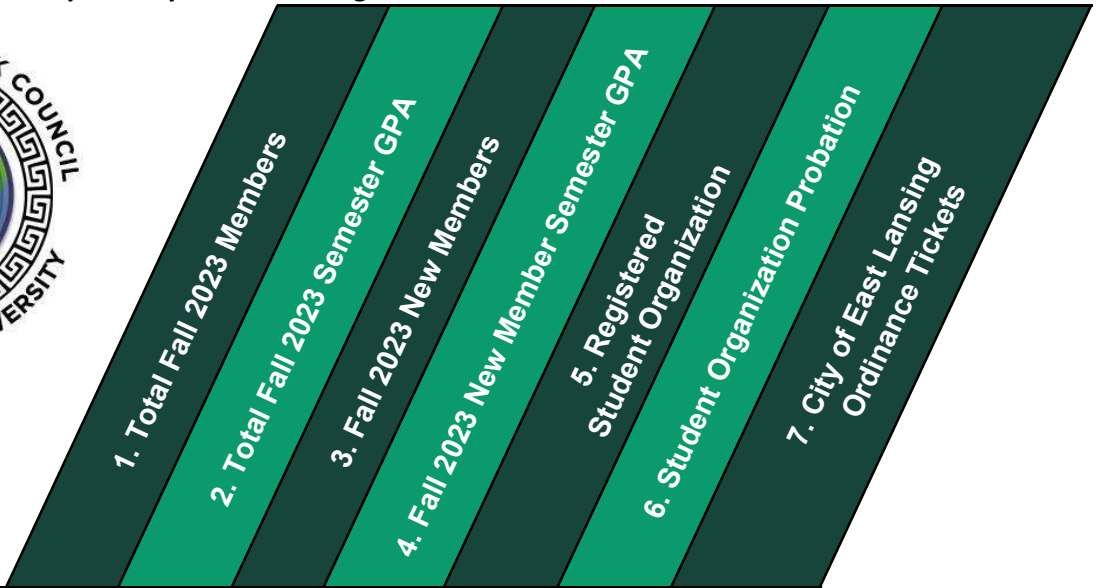 COUNCIL
1. Total Fall 2023 Members
2. Total Fall 2023 Semester GPA
3. Fall 2023 New Members
4. Fall 2023 New Member Semester GPA
5. Registered
Student Organization
6. Student Organization Probation
7. City of East Lansing
Ordinance Tickets